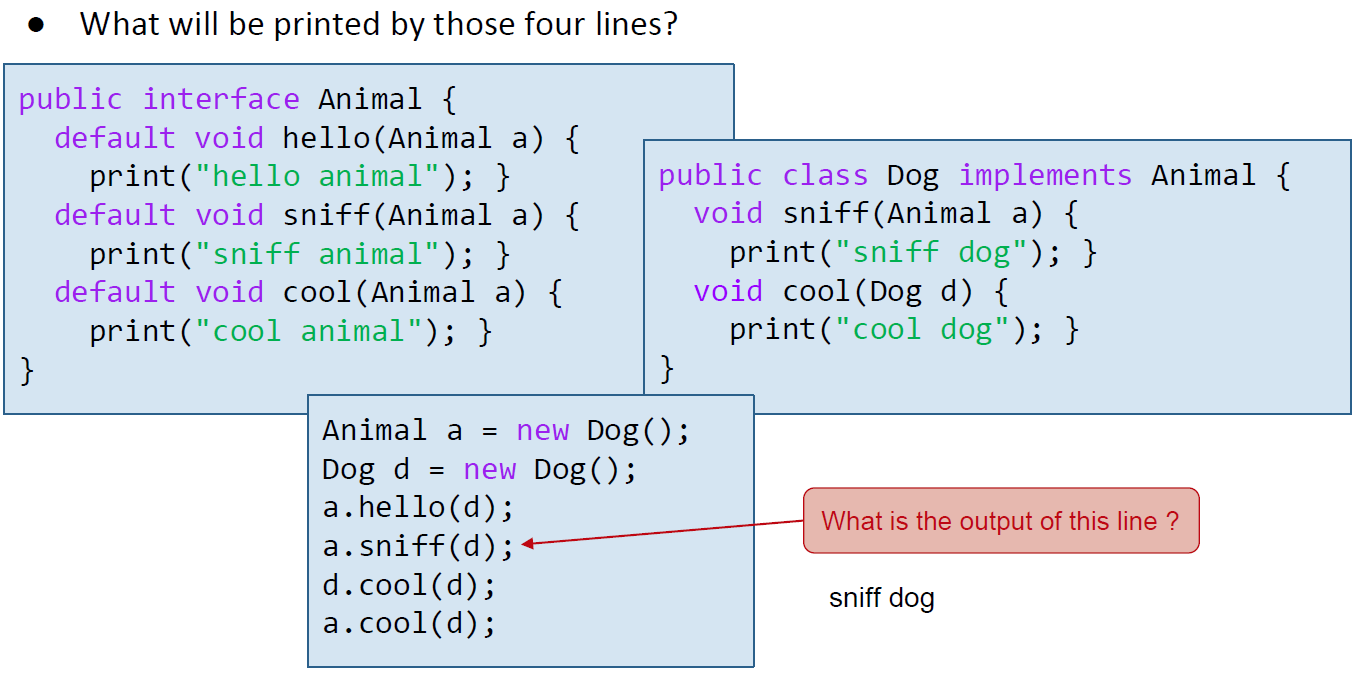 ● What will be printed by those four lines?
public interface Animal {
default void hello(Animal a) {
print("hello animal"); }
default void sniff(Animal a) {
print("sniff animal"); }
default void cool(Animal a) {
print("cool animal"); }
}
public class Dog implements Animal {
void sniff(Animal a) {
print("sniff dog"); }
void cool(Dog d) {
print("cool dog"); }
}
Animal a = new Dog();
Dog d = new Dog();
a.hello(d);
a.sniff(d);
d.cool(d);
a.cool(d);
What is the output of this line ?
sniff dog